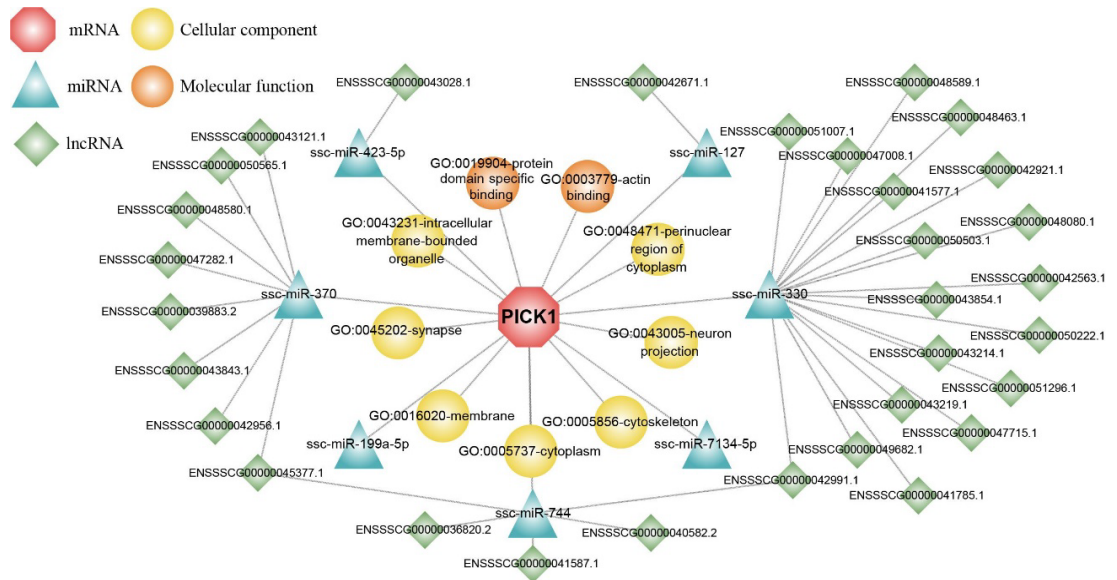 mRNA
Cellular component
miRNA
Molecular function
lncRNA
ENSSSCG00000043028.1
ENSSSCG00000042671.1
ENSSSCG00000048589.1
ENSSSCG00000048463.1
ENSSSCG00000043121.1
ENSSSCG00000051007.1
ssc-miR-423-5p
ssc-miR-127
ENSSSCG00000050565.1
ENSSSCG00000047008.1
GO:0019904-protein
domain specific
binding
GO:0003779-actin
binding
ENSSSCG00000042921.1
ENSSSCG00000041577.1
ENSSSCG00000048580.1
GO:0043231-intracellular
membrane-bounded
organelle
GO:0048471-perinuclear
region of
cytoplasm
ENSSSCG00000048080.1
ENSSSCG00000050503.1
ENSSSCG00000047282.1
ssc-miR-370
ssc-miR-330
ENSSSCG00000042563.1
ENSSSCG00000043854.1
ENSSSCG00000039883.2
PICK1
GO:0045202-synapse
GO:0043005-neuron
projection
ENSSSCG00000050222.1
ENSSSCG00000043214.1
ENSSSCG00000043843.1
ENSSSCG00000051296.1
ENSSSCG00000043219.1
GO:0016020-membrane
GO:0005856-cytoskeleton
ENSSSCG00000042956.1
ENSSSCG00000047715.1
ssc-miR-199a-5p
GO:0005737-cytoplasm
ssc-miR-7134-5p
ENSSSCG00000049682.1
ENSSSCG00000045377.1
ENSSSCG00000042991.1
ENSSSCG00000041785.1
ssc-miR-744
ENSSSCG00000036820.2
ENSSSCG00000040582.2
ENSSSCG00000041587.1